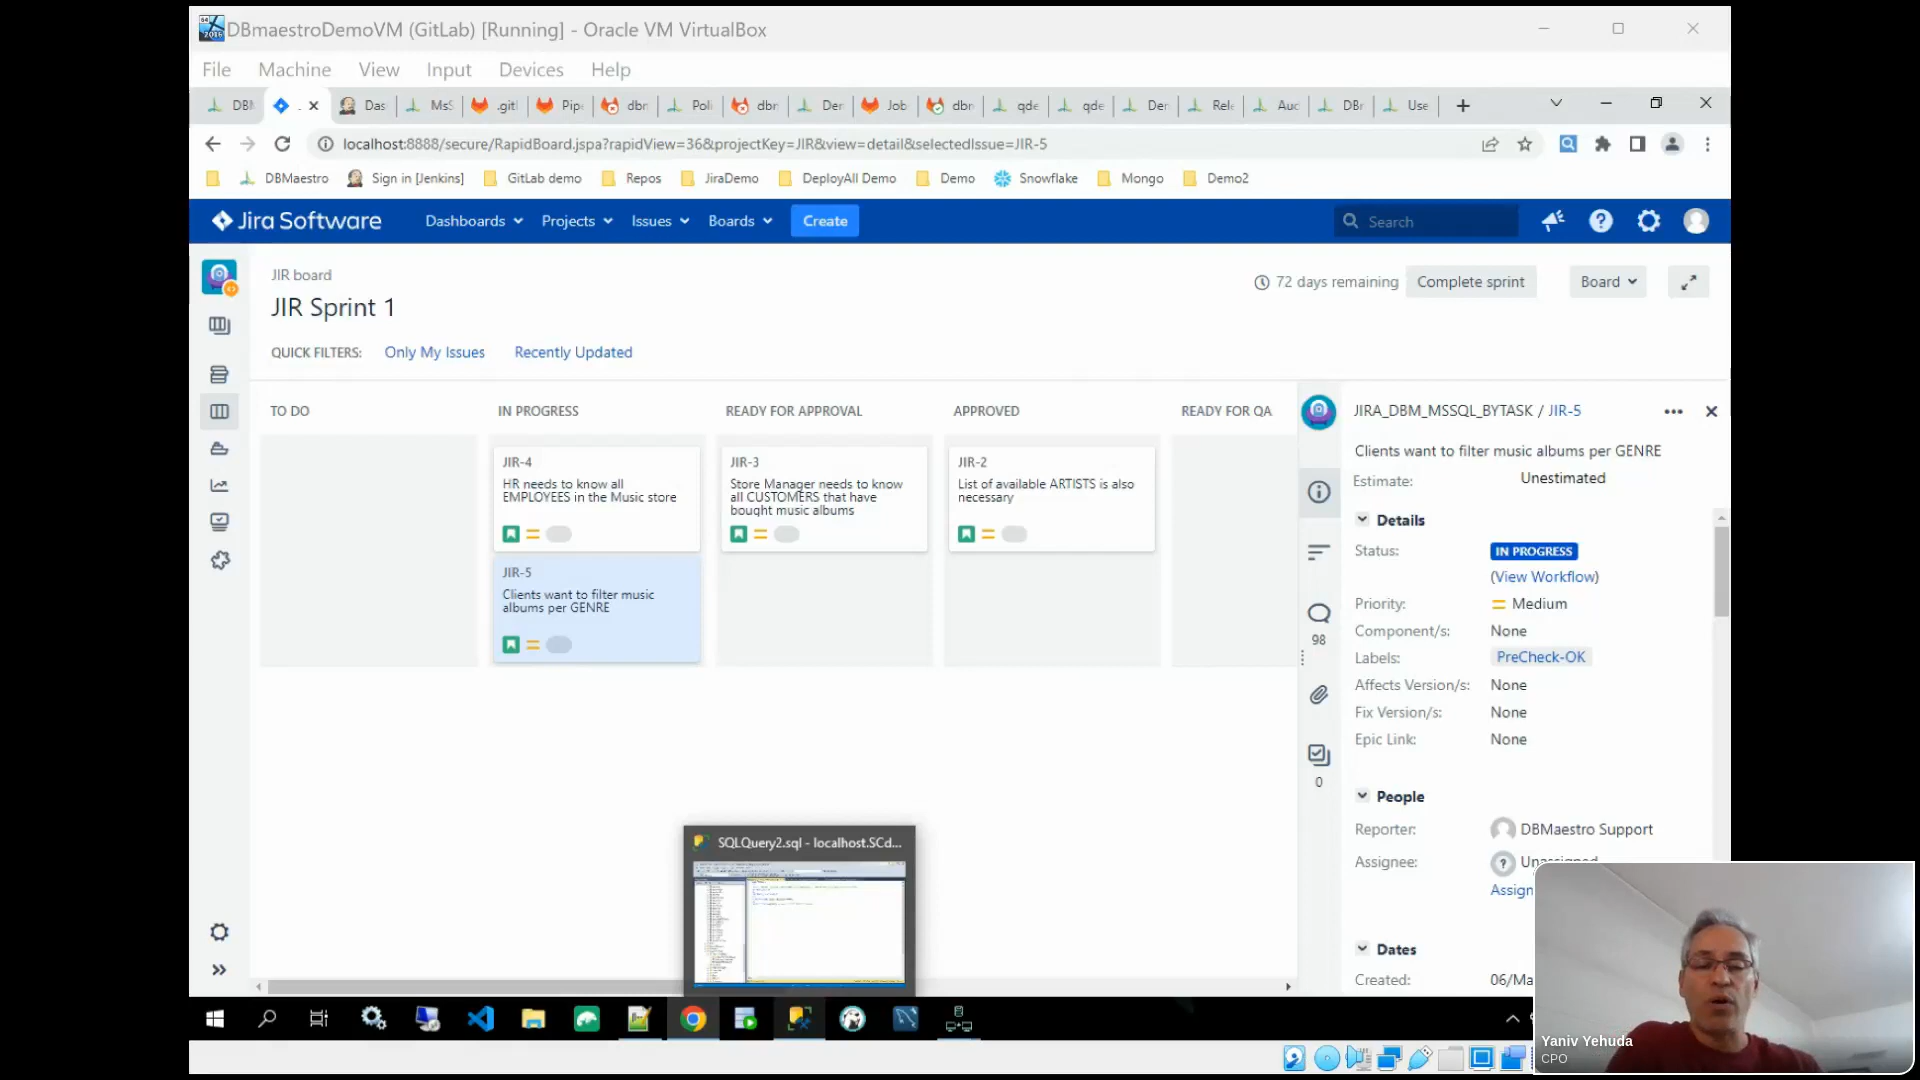 DBmaestroDemoVM (GitLab) [Running] - Oracle VM VirtualBox
File Machine View Input Devices Help
localhost:8888/secure/RapidBoard.jspa?rapidView=36&projectKey=JIR&view=detail&selectedIssue=JIR-5
DBMaestro Sign in [Jenkins] GitLab demo Repos JiraDemo DeployAll Demo Demo Snowflake Mongo Demo2
Jira Software Dashboards Projects Issues Boards Create Search
JIR board
72 days remaining Complete sprint Board
JIR Sprint 1
QUICK FILTERS: Only My Issues Recently Updated
TO DO IN PROGRESS READY FOR APPROVAL APPROVED READY FOR QA
JIR-4
HR needs to know all
EMPLOYEES in the Music store
JIR-5
Clients want to filter music
albums per GENRE
JIR-3
Store Manager needs to know
all CUSTOMERS that have
bought music albums
JIR-2
List of available ARTISTS is also
necessary
98
0
JIRA_DBM_MSSQL_BYTASK / JIR-5
Clients want to filter music albums per GENRE
Estimate: Unestimated
Details
Status: IN PROGRESS
(View Workflow)
Priority: Medium
Component/s: None
Labels: PreCheck-OK
Affects Version/s: None
Fix Version/s: None
Epic Link: None
People
Reporter: DBMaestro Support
Assignee: Unassigned
Assign
Dates
Created: 06/Ma
SQLQuery2.sql - localhost.SCd...
Yaniv Yehuda
CPO